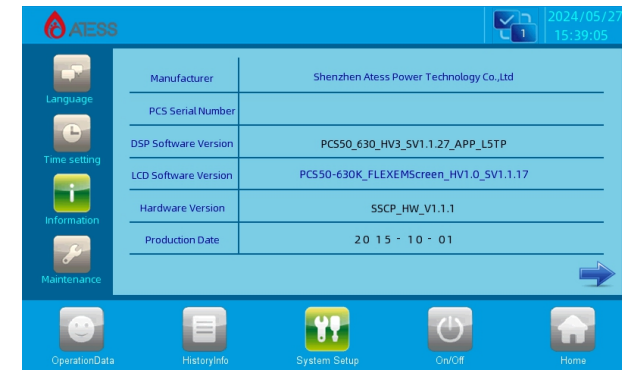 ATESS
1
2024/05/27
15:39:05
Language
Time setting
Information
Maintenance
Manufacturer Shenzhen Atess Power Technology Co.,Ltd
PCS Serial Number
DSP Software Version PCS50_630_HV3_SV1.1.27_APP_L5TP
LCD Software Version PCS50-630K_FLEXEMScreen_HV1.0_SV1.1.17
Hardware Version SSCP_HW_V1.1.1
Production Date 2015-10-01
OperationData HistoryInfo System Setup On/Off Home